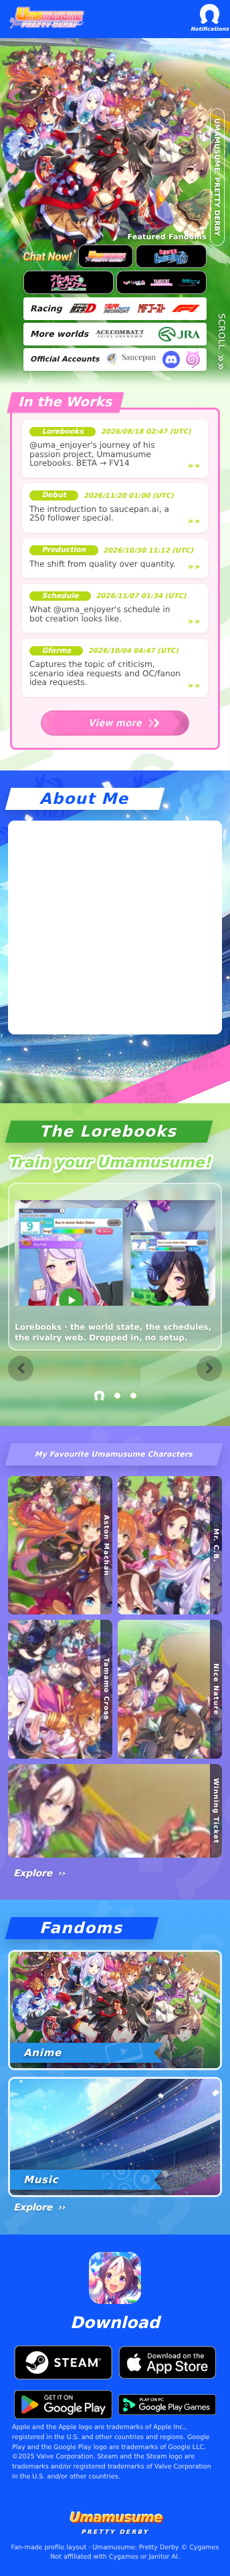 Umamusume
PRETTY DERBY
Notifications
UMAMUSUME: PRETTY DERBY
Featured Fandoms
Chat Now!
SCROLL
Racing
More worlds
ACE COMBAT 7
SKIES UNKNOWN
JRA
Official Accounts
Saucepan
In the Works
Lorebooks
2026/08/18 02:47 (UTC)
@uma_enjoyer's journey of his
passion project, Umamusume
Lorebooks. BETA → FV14
Debut
2026/11/20 01:00 (UTC)
The introduction to saucepan.ai, a
250 follower special.
Production
2026/10/30 11:12 (UTC)
The shift from quality over quantity.
Schedule
2026/11/07 01:34 (UTC)
What @uma_enjoyer's schedule in
bot creation looks like.
Gforms
2026/10/04 04:47 (UTC)
Captures the topic of criticism,
scenario idea requests and OC/fanon
idea requests.
View more
About Me
The Lorebooks
Train your Umamusume!
Lorebooks - the world state, the schedules,
the rivalry web. Dropped in, no setup.
My Favourite Umamusume Characters
Aston Machan
Mr. C.B.
Tamamo Cross
Nice Nature
Winning Ticket
Explore ››
Fandoms
Anime
Music
Explore ››
Download
STEAM
Download on the
App Store
GET IT ON
Google Play
PLAY ON PC
Google Play Games
Apple and the Apple logo are trademarks of Apple Inc.,
registered in the U.S. and other countries and regions. Google
Play and the Google Play logo are trademarks of Google LLC.
©2025 Valve Corporation. Steam and the Steam logo are
trademarks and/or registered trademarks of Valve Corporation
in the U.S. and/or other countries.
Umamusume
PRETTY DERBY
Fan-made profile layout · Umamusume: Pretty Derby © Cygames
Not affiliated with Cygames or Janitor AI.